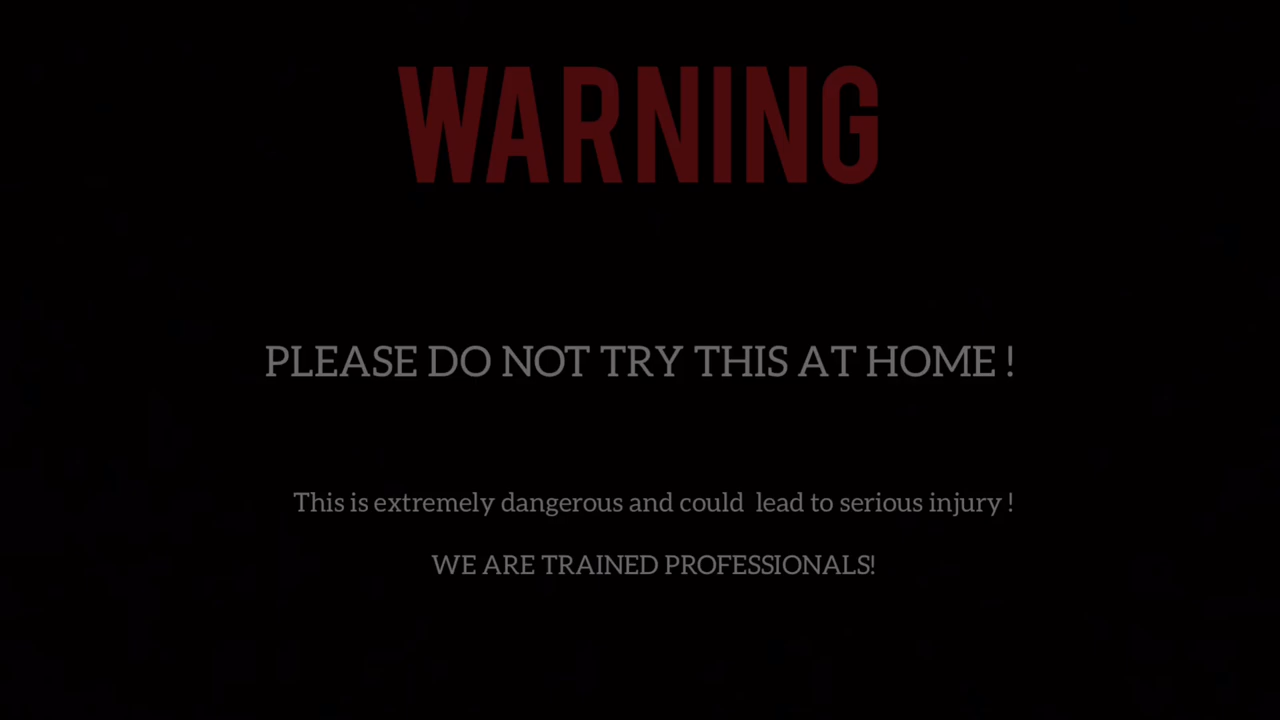 WARNING
PLEASE DO NOT TRY THIS AT HOME !
This is extremely dangerous and could lead to serious injury !
WE ARE TRAINED PROFESSIONALS!